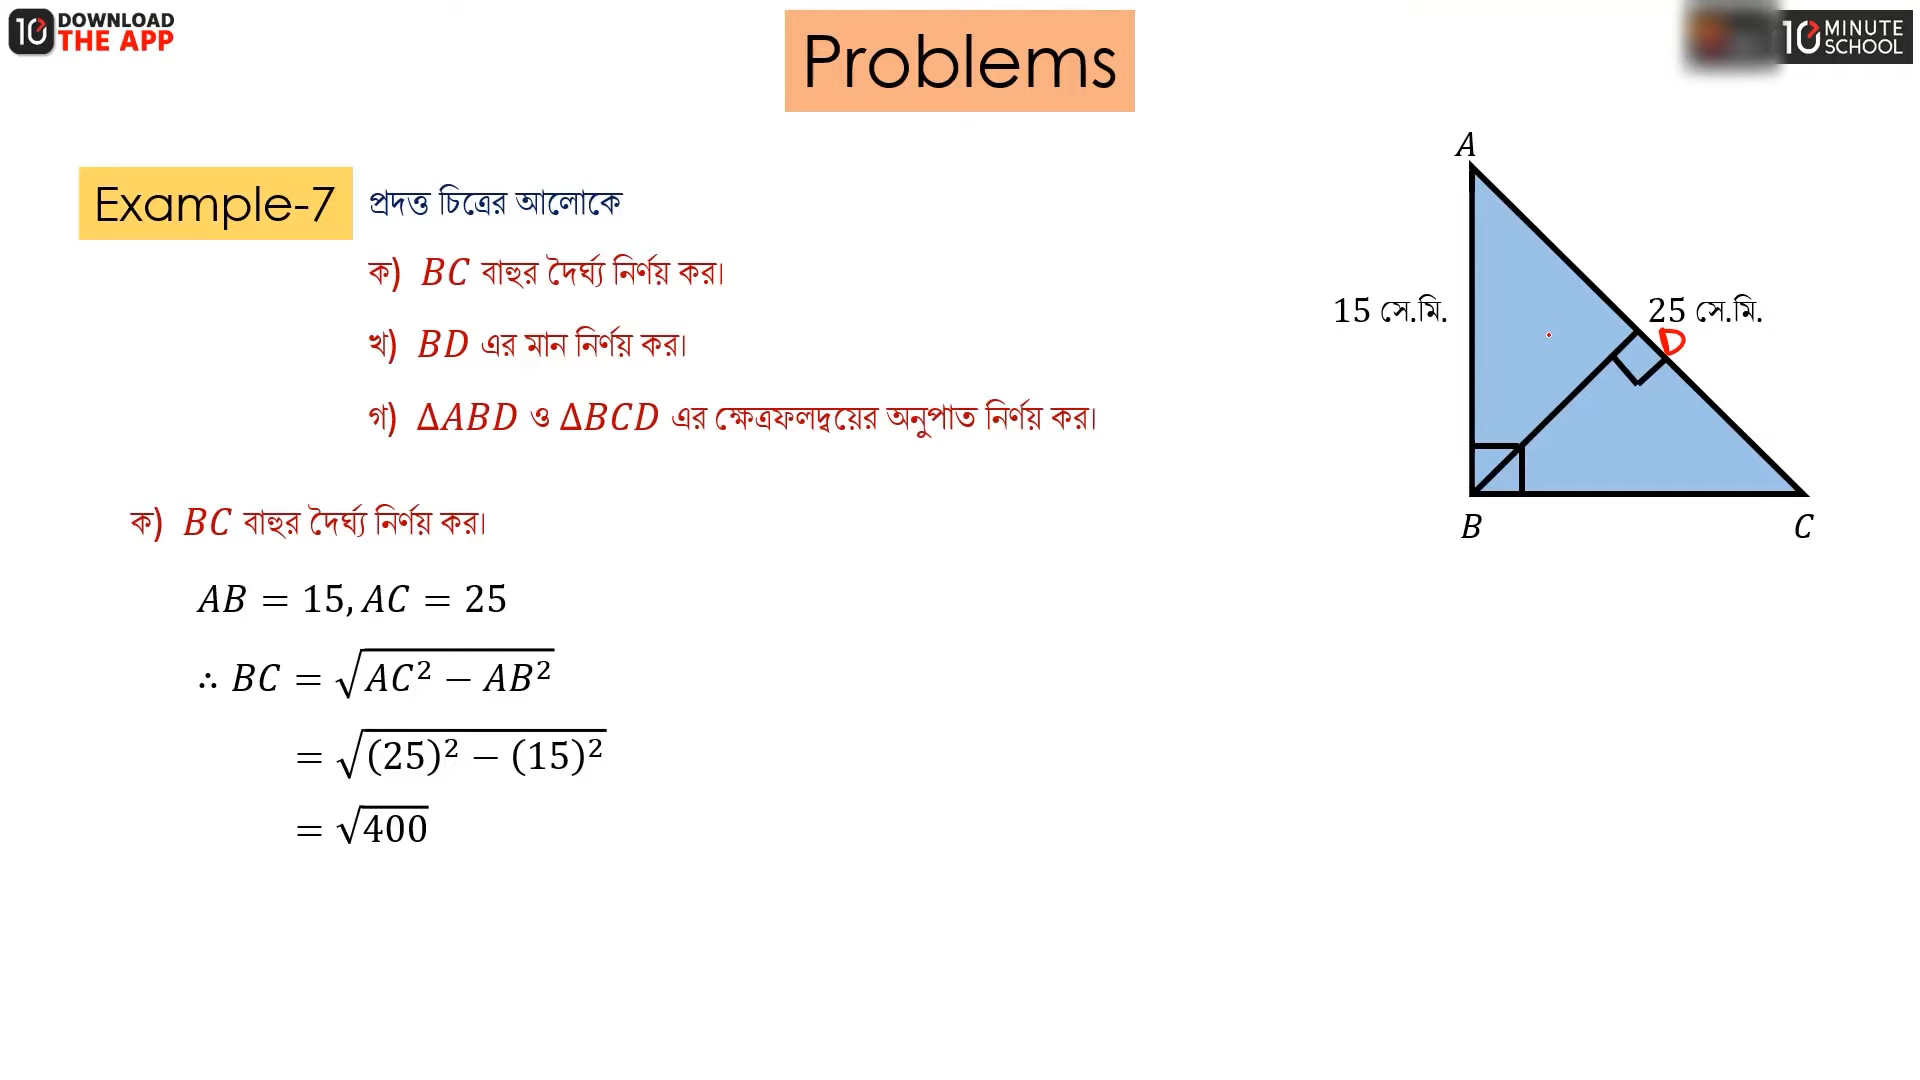 DOWNLOAD
THE APP
Problems
10 MINUTE
SCHOOL
Example-7 প্রদত্ত চিত্রের আলোকে
ক) BC বাহুর দৈর্ঘ্য নির্ণয় কর।
খ) BD এর মান নির্ণয় কর।
গ) ΔABD ও ΔBCD এর ক্ষেত্রফলদ্বয়ের অনুপাত নির্ণয় কর।
A
15 সে.মি.
25 সে.মি.
D
B
C
ক) BC বাহুর দৈর্ঘ্য নির্ণয় কর।
AB = 15, AC = 25
∴ BC = √(AC² − AB²)
= √((25)² − (15)²)
= √400